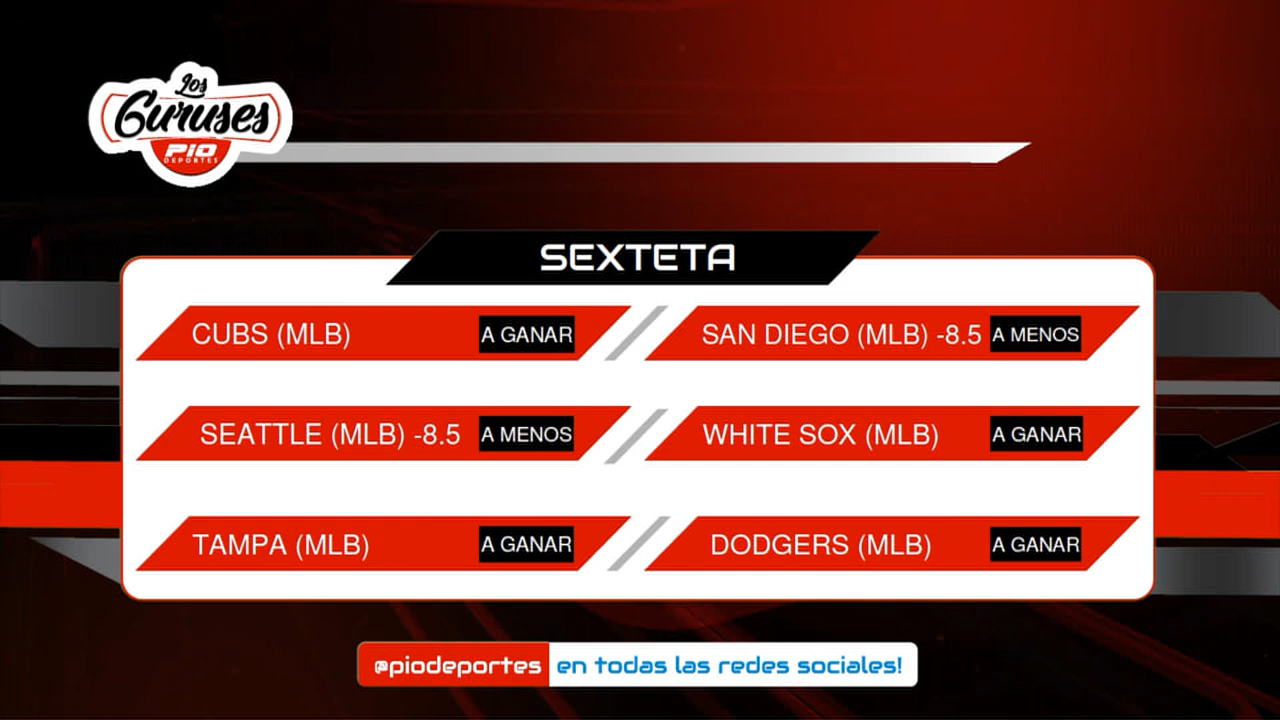 Los
Guruses
PIO
DEPORTES
SEXTETA
CUBS (MLB) A GANAR
SAN DIEGO (MLB) -8.5 A MENOS
SEATTLE (MLB) -8.5 A MENOS
WHITE SOX (MLB) A GANAR
TAMPA (MLB) A GANAR
DODGERS (MLB) A GANAR
@piodeportes en todas las redes sociales!